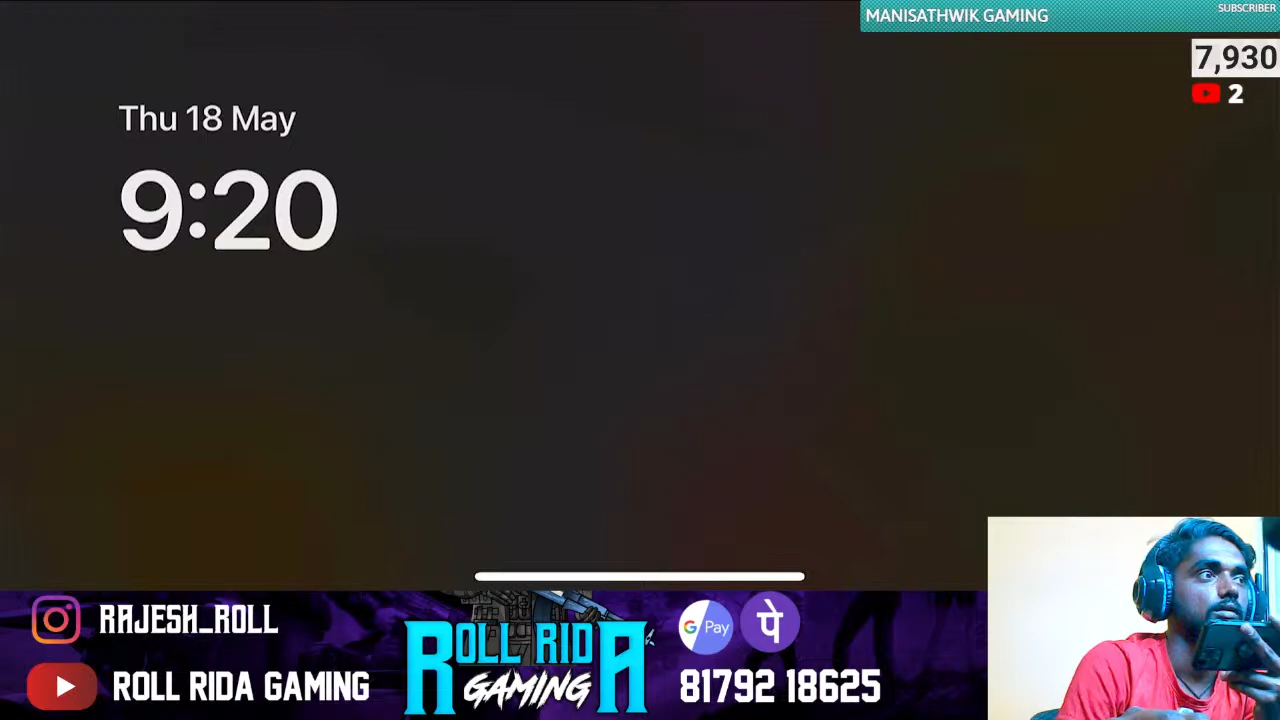 MANISATHWIK GAMING
SUBSCRIBER
7,930
2
Thu 18 May
9:20
RAJESH_ROLL
ROLL RIDA GAMING
ROLL RIDA
GAMING
G Pay
पे
81792 18625